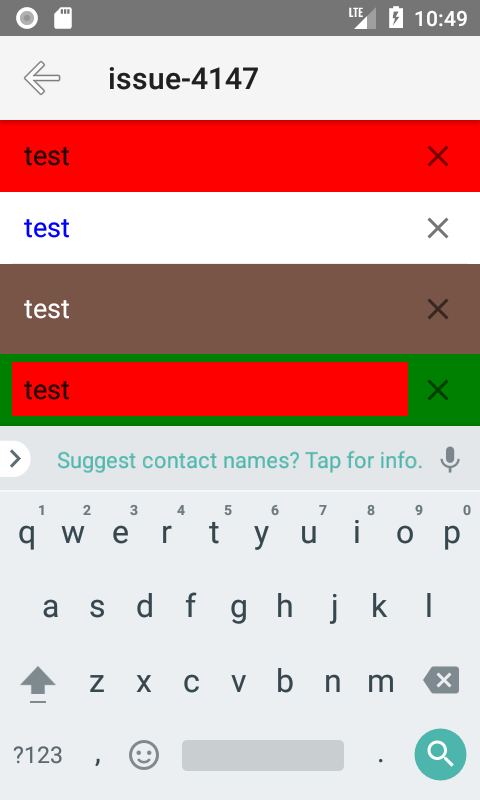 LTE 10:49
issue-4147
test
test
test
test
Suggest contact names? Tap for info.
1 2 3 4 5 6 7 8 9 0
q w e r t y u i o p
a s d f g h j k l
z x c v b n m
?123 , .